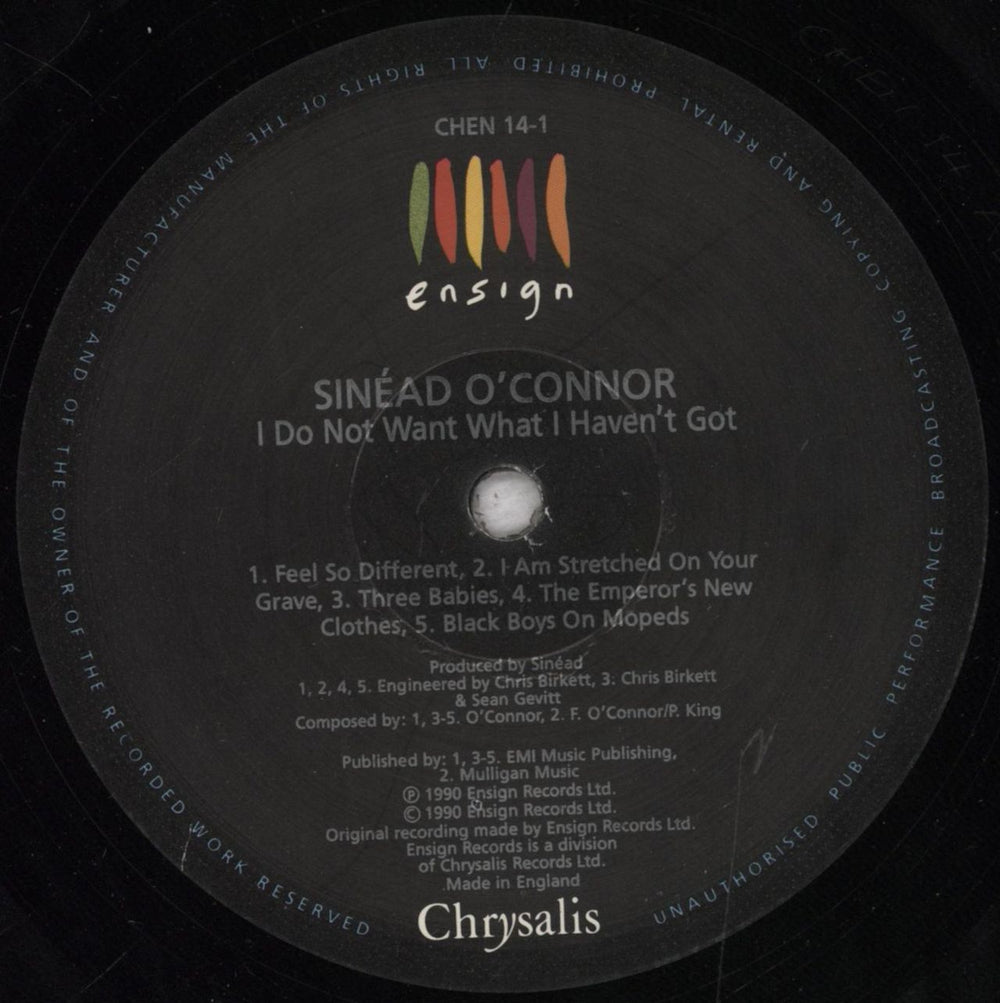 CHEN 14-1
ensign
SINÉAD O'CONNOR
I Do Not Want What I Haven't Got
1. Feel So Different, 2. I Am Stretched On Your
Grave, 3. Three Babies, 4. The Emperor's New
Clothes, 5. Black Boys On Mopeds
Produced by Sinéad
1, 2, 4, 5. Engineered by Chris Birkett, 3: Chris Birkett
& Sean Gevitt
Composed by: 1, 3-5. O'Connor, 2. F. O'Connor/P. King
Published by: 1, 3-5. EMI Music Publishing,
2. Mulligan Music
℗ 1990 Ensign Records Ltd.
© 1990 Ensign Records Ltd.
Original recording made by Ensign Records Ltd.
Ensign Records is a division
of Chrysalis Records Ltd.
Made in England
Chrysalis
UNAUTHORISED PUBLIC PERFORMANCE BROADCASTING COPYING AND RENTAL PROHIBITED ALL RIGHTS OF THE MANUFACTURER AND OF THE OWNER OF THE RECORDED WORK RESERVED